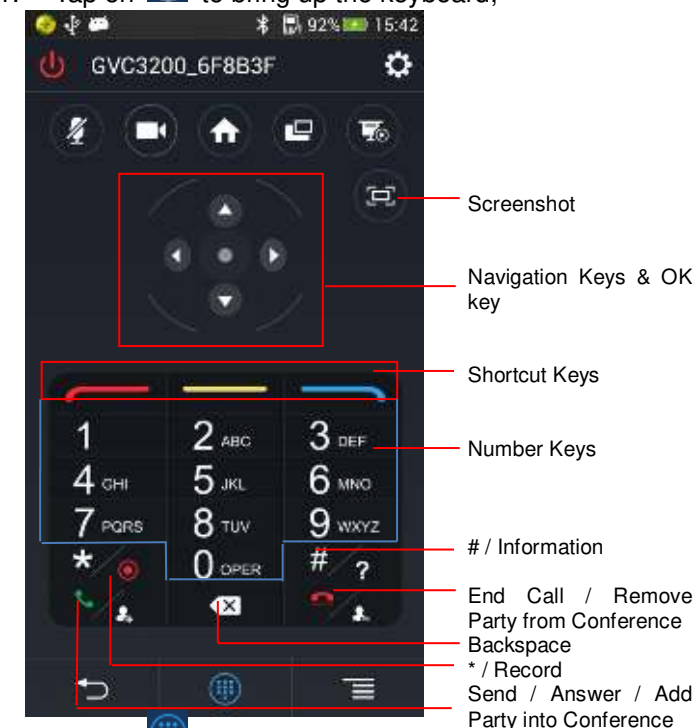 Tap on to bring up the keyboard;
92% 15:42
GVC3200_6F8B3F
Screenshot
Navigation Keys & OK
key
Shortcut Keys
1 2 ABC 3 DEF
Number Keys
4 GHI 5 JKL 6 MNO
7 PQRS 8 TUV 9 WXYZ
* 0 OPER # ?
# / Information
End Call / Remove
Party from Conference
Backspace
* / Record
Send / Answer / Add
Party into Conference